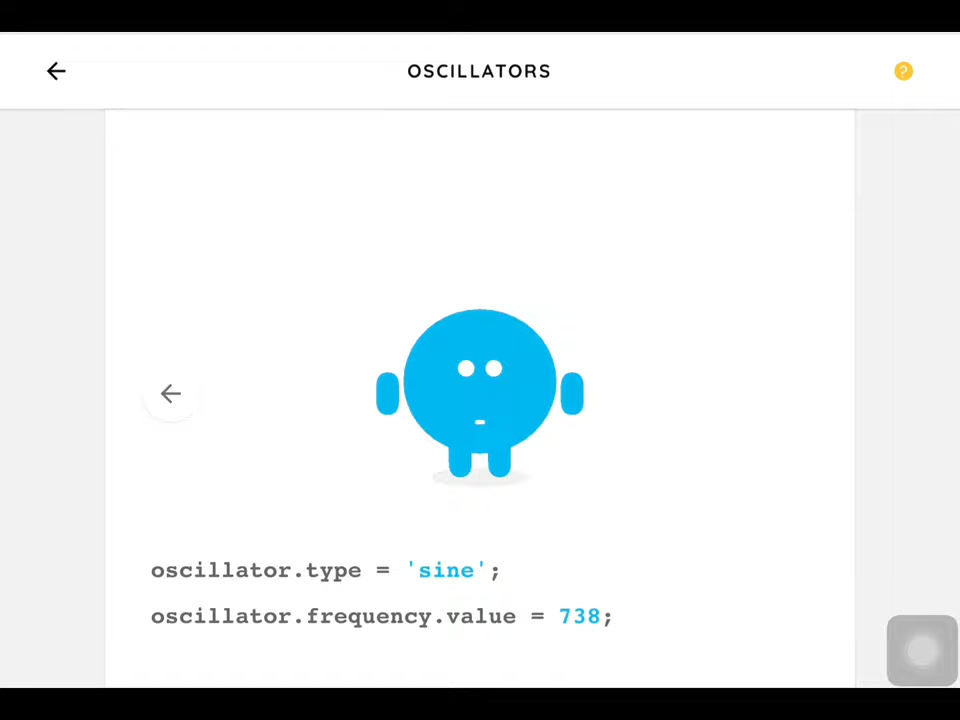 OSCILLATORS
?
oscillator.type = 'sine';
oscillator.frequency.value = 738;